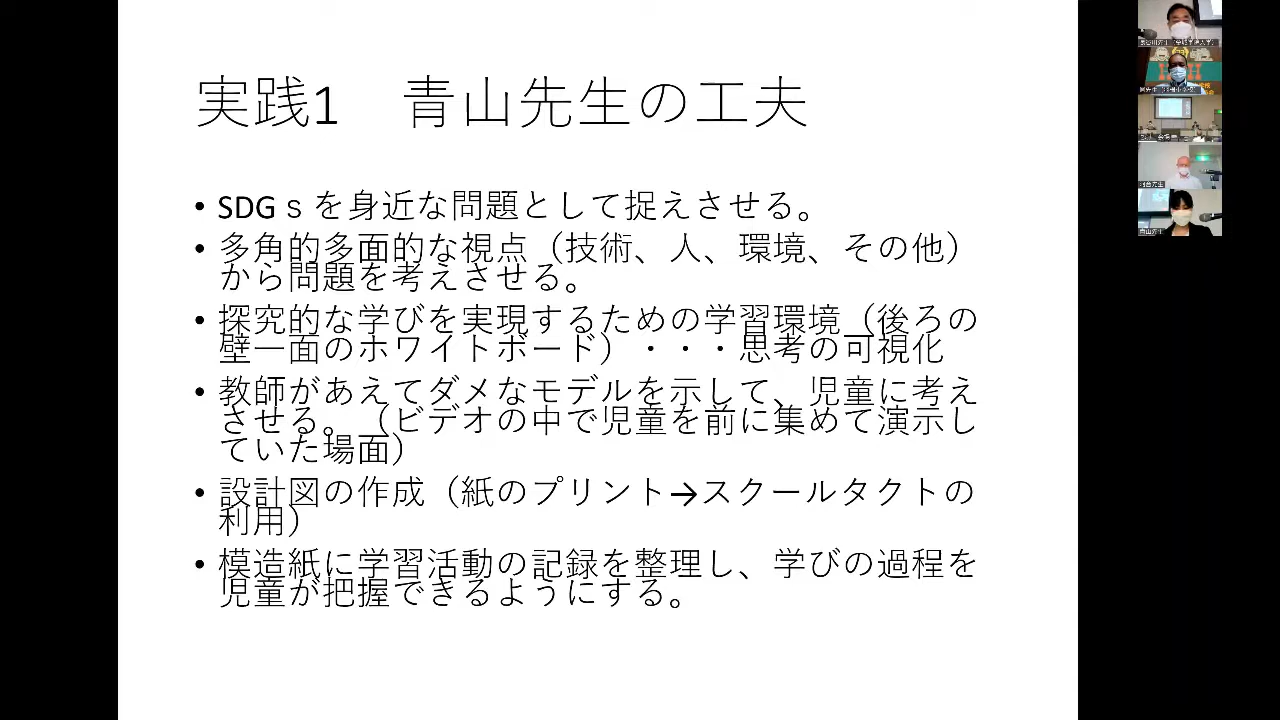 実践1　青山先生の工夫
• SDGｓを身近な問題として捉えさせる。
• 多角的多面的な視点（技術、人、環境、その他）
から問題を考えさせる。
• 探究的な学びを実現するための学習環境（後ろの
壁一面のホワイトボード）・・・思考の可視化
• 教師があえてダメなモデルを示して、児童に考え
させる。（ビデオの中で児童を前に集めて演示し
ていた場面）
• 設計図の作成（紙のプリント→スクールタクトの
利用）
• 模造紙に学習活動の記録を整理し、学びの過程を
児童が把握できるようにする。
青山先生